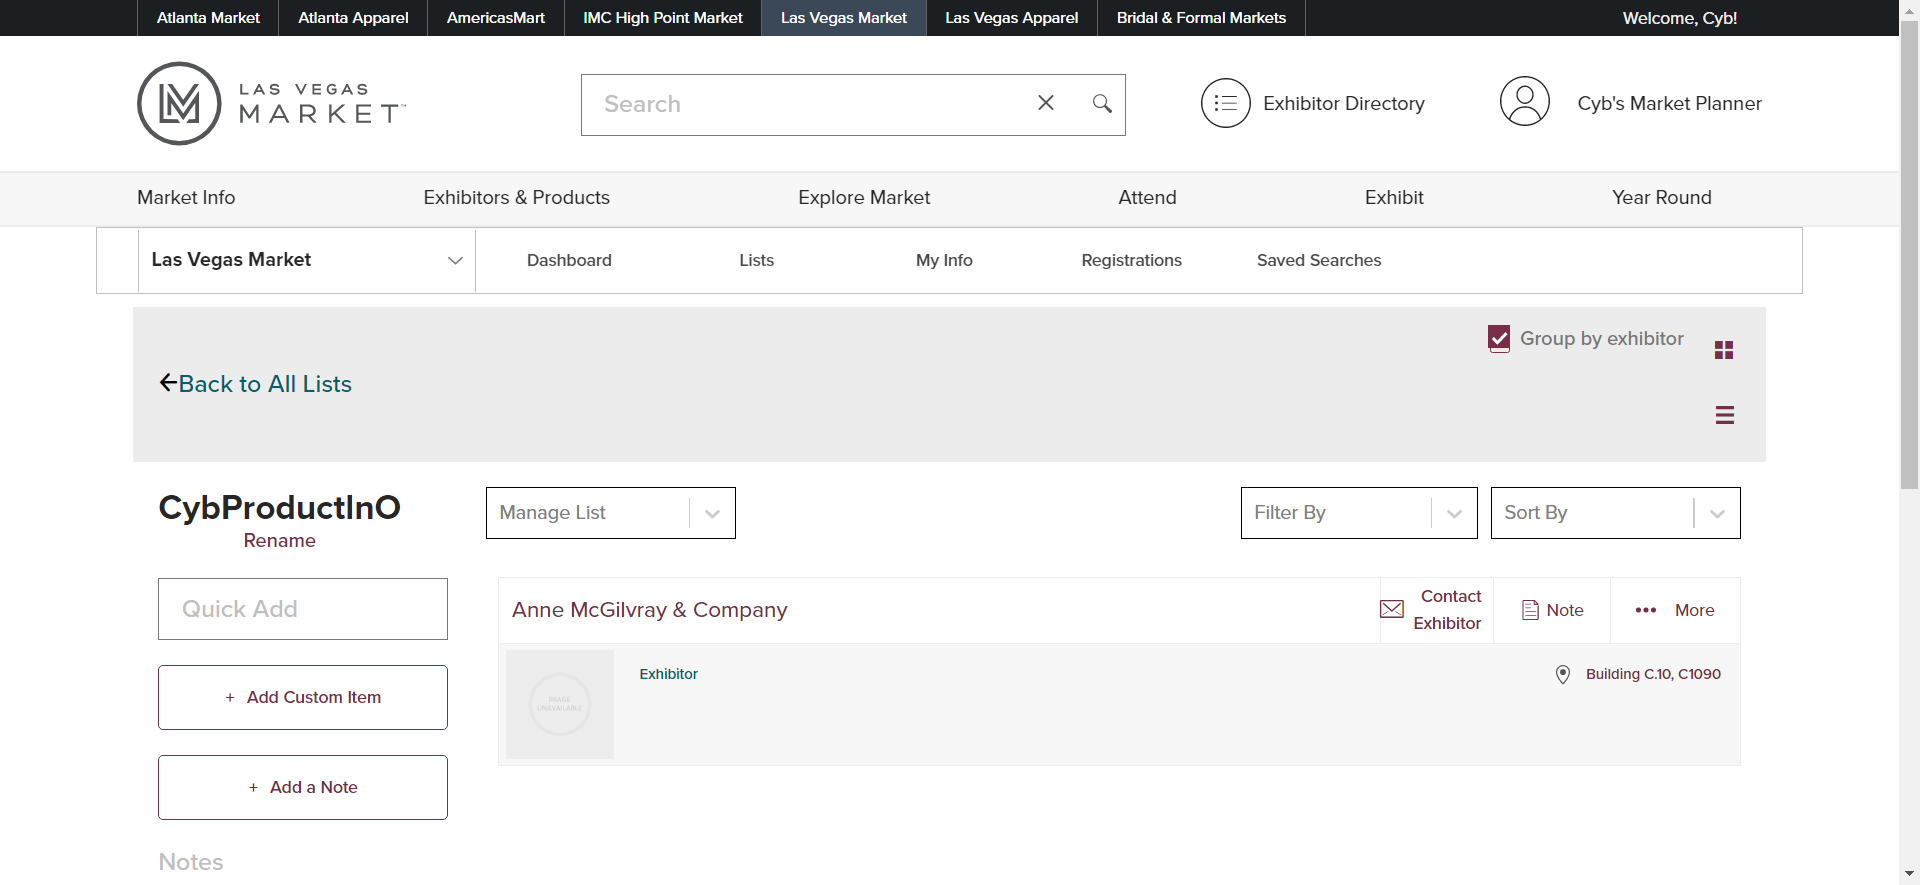 Atlanta Market
Atlanta Apparel
AmericasMart
IMC High Point Market
Las Vegas Market
Las Vegas Apparel
Bridal & Formal Markets
Welcome, Cyb!
LAS VEGAS
MARKET™
Search
Exhibitor Directory
Cyb's Market Planner
Market Info
Exhibitors & Products
Explore Market
Attend
Exhibit
Year Round
Las Vegas Market
Dashboard
Lists
My Info
Registrations
Saved Searches
Group by exhibitor
Back to All Lists
CybProductInO
Rename
Manage List
Filter By
Sort By
Quick Add
+ Add Custom Item
+ Add a Note
Notes
Anne McGilvray & Company
Contact
Exhibitor
Note
More
IMAGE
UNAVAILABLE
Exhibitor
Building C.10, C1090